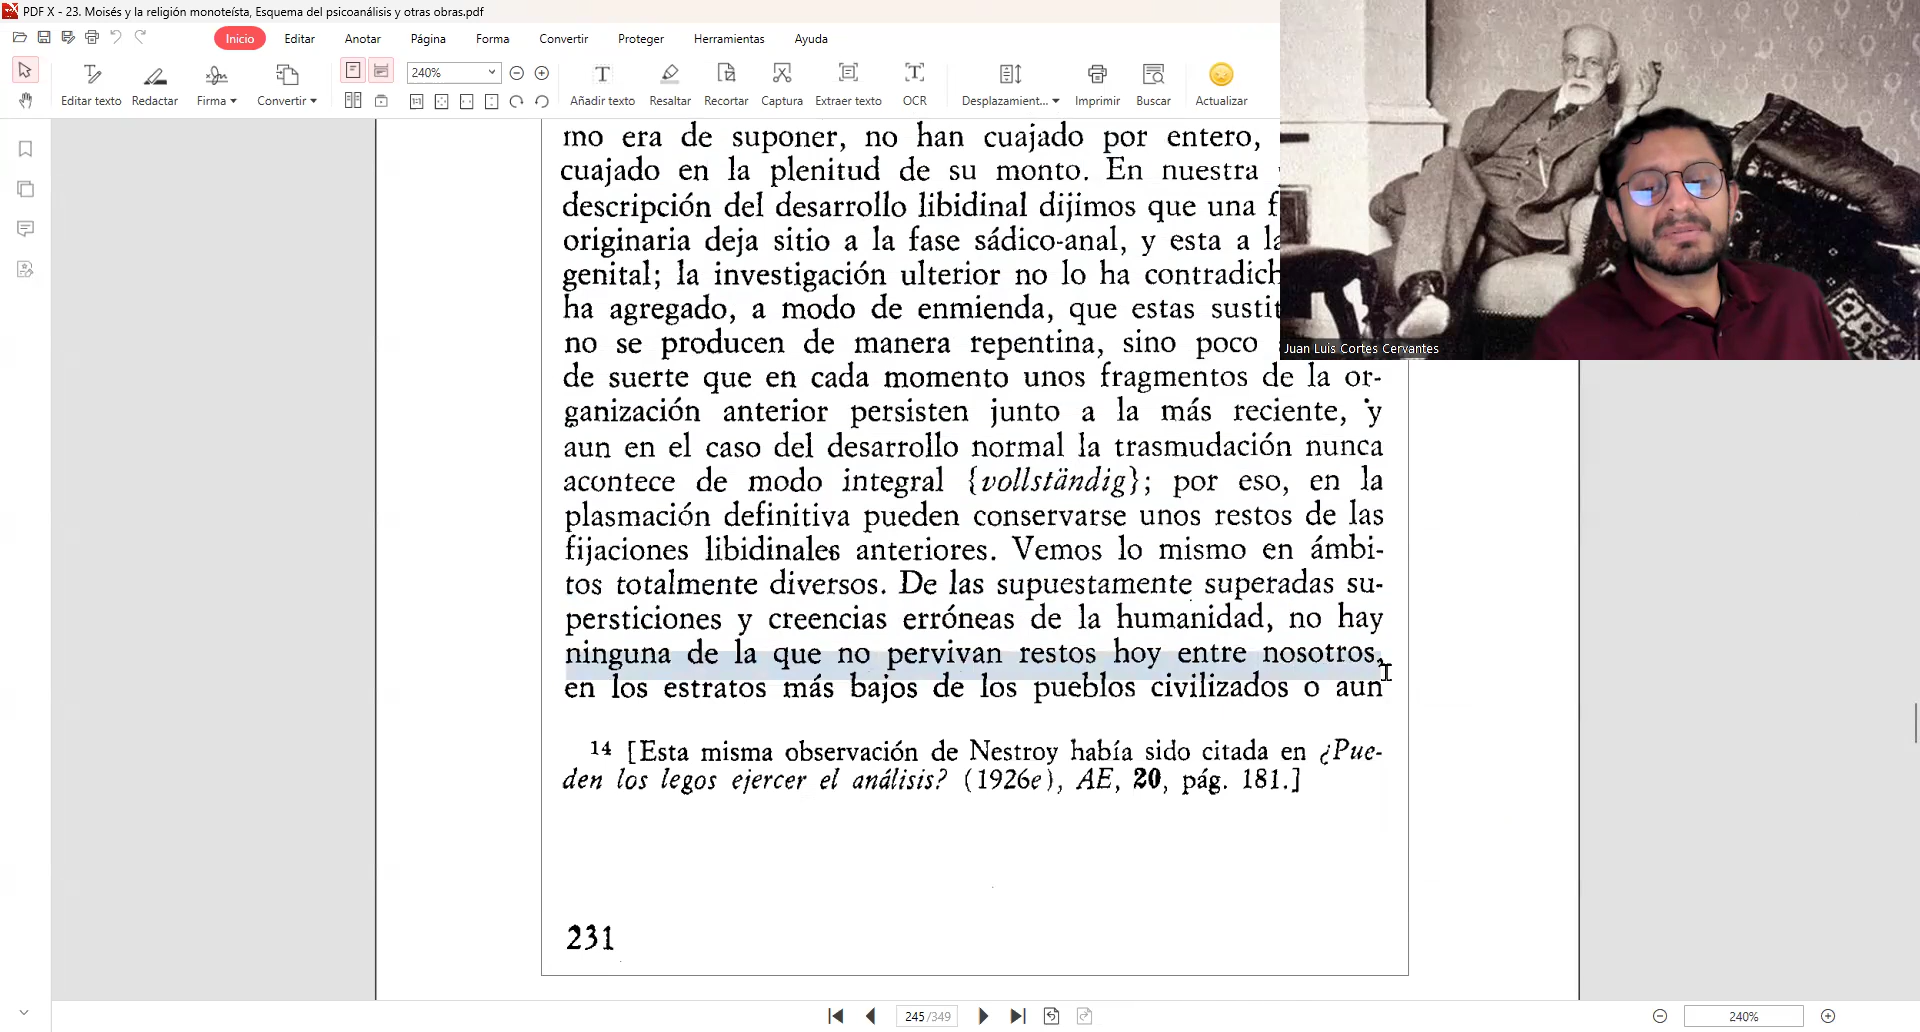 PDF X - 23. Moisés y la religión monoteísta, Esquema del psicoanálisis y otras obras.pdf
Inicio Editar Anotar Página Forma Convertir Proteger Herramientas Ayuda
240%
Editar texto Redactar Firma Convertir Añadir texto Resaltar Recortar Captura Extraer texto OCR Desplazamient... Imprimir Buscar Actualizar
mo era de suponer, no han cuajado por entero,
cuajado en la plenitud de su monto. En nuestra
descripción del desarrollo libidinal dijimos que una f
originaria deja sitio a la fase sádico-anal, y esta a la
genital; la investigación ulterior no lo ha contradich
ha agregado, a modo de enmienda, que estas sustit
no se producen de manera repentina, sino poco
Juan Luis Cortes Cervantes
de suerte que en cada momento unos fragmentos de la or-
ganización anterior persisten junto a la más reciente, y
aun en el caso del desarrollo normal la trasmudación nunca
acontece de modo integral {vollständig}; por eso, en la
plasmación definitiva pueden conservarse unos restos de las
fijaciones libidinales anteriores. Vemos lo mismo en ámbi-
tos totalmente diversos. De las supuestamente superadas su-
persticiones y creencias erróneas de la humanidad, no hay
ninguna de la que no pervivan restos hoy entre nosotros,
en los estratos más bajos de los pueblos civilizados o aun
14 [Esta misma observación de Nestroy había sido citada en ¿Pue-
den los legos ejercer el análisis? (1926e), AE, 20, pág. 181.]
231
245/349
240%